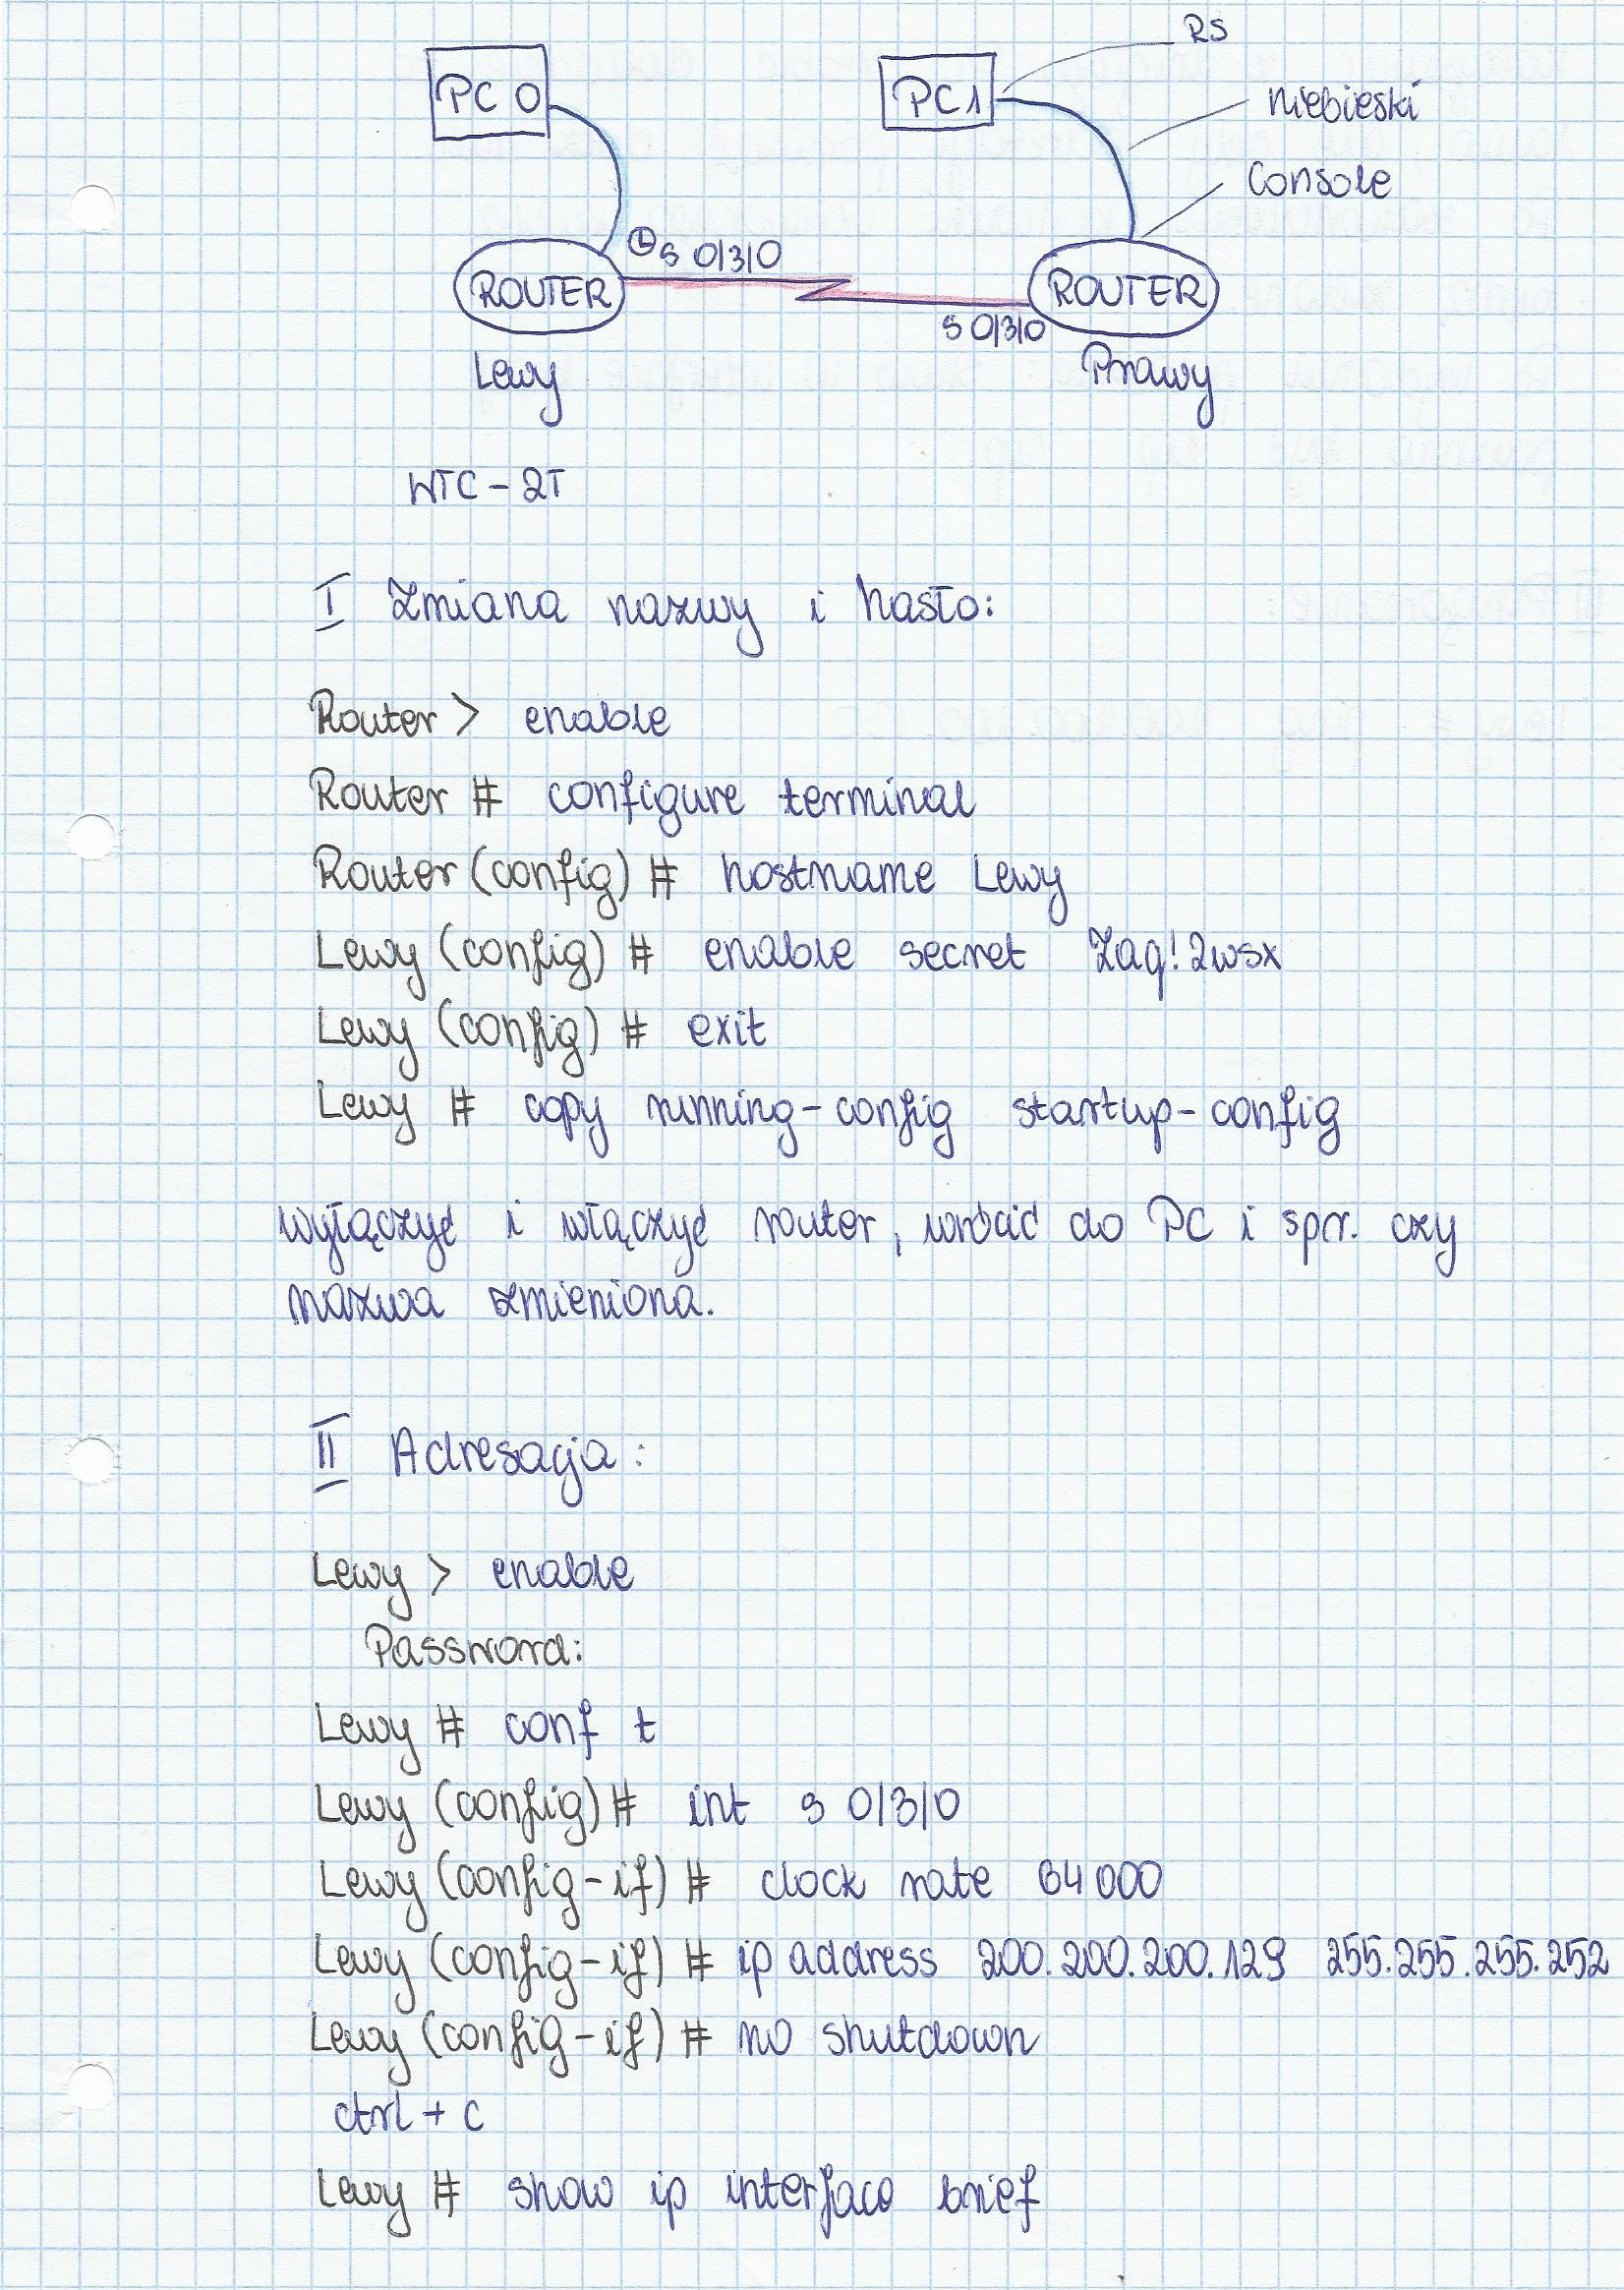 RS
PC 0
PC 1
niebieski
Console
S 0/3/0
ROUTER
ROUTER
S 0/3/0
Lewy
Prawy
WTC - 2T
I Zmiana nazwy i hasło:
Router > enable
Router # configure terminal
Router (config) # hostname Lewy
Lewy (config) # enable secret Zaq!2wsx
Lewy (config) # exit
Lewy # copy running-config startup-config
wyłączyć i włączyć router, wrócić do PC i spr. czy
nazwa zmieniona.
II Adresacja:
Lewy > enable
Password:
Lewy # conf t
Lewy (config) # int s 0/3/0
Lewy (config-if) # clock rate 64000
Lewy (config-if) # ip address 200.200.200.129 255.255.255.252
Lewy (config-if) # no shutdown
ctrl + c
Lewy # show ip interface brief